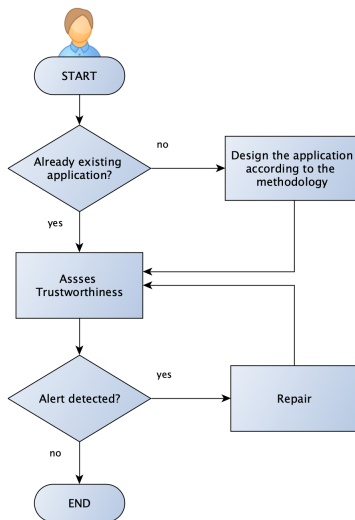 START
Already existing
application?
no
Design the application
according to the
methodology
yes
Assses
Trustworthiness
Alert detected?
yes
Repair
no
END